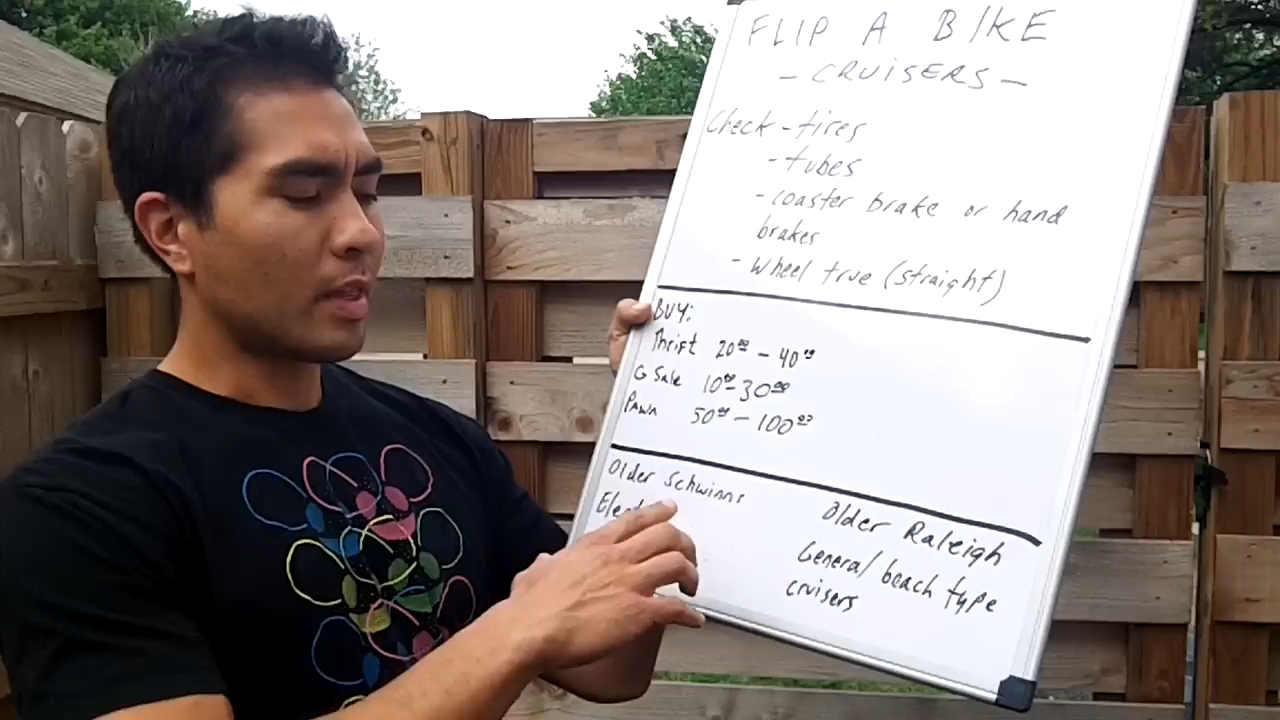 FLIP A BIKE
- CRUISERS -
Check - tires
- tubes
- coaster brake or hand
brakes
- wheel true (straight)
BUY:
Thrift 20⁰⁰ - 40⁰⁰
G Sale 10⁰⁰ - 30⁰⁰
Pawn 50⁰⁰ - 100⁰⁰
Older Schwinns
Older Raleigh
General beach type
cruisers